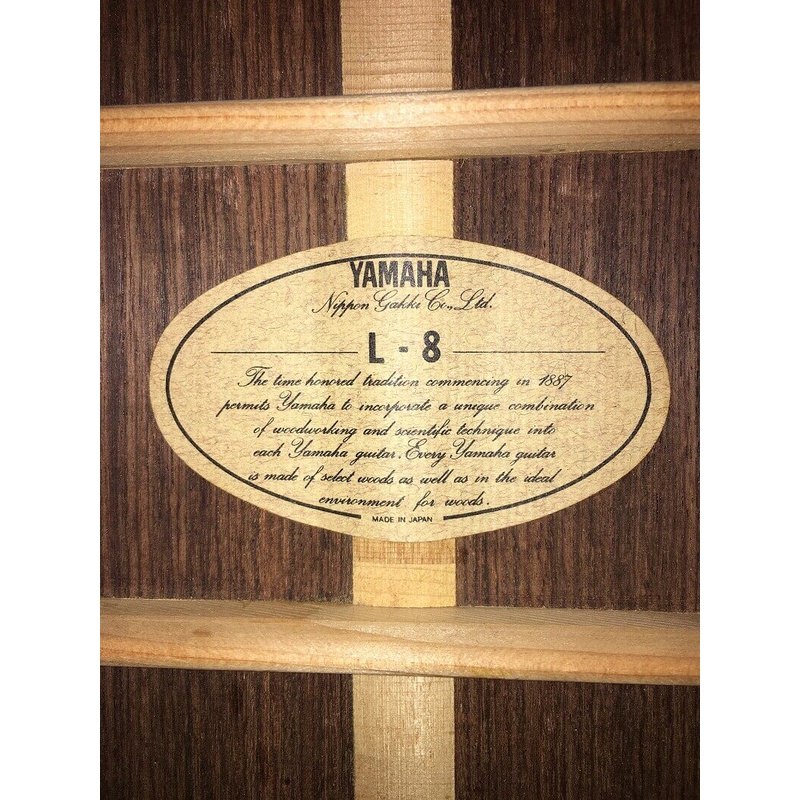 YAMAHA
Nippon Gakki Co., Ltd.
L-8
The time honored tradition commencing in 1887
permits Yamaha to incorporate a unique combination
of woodworking and scientific technique into
each Yamaha guitar. Every Yamaha guitar
is made of select woods as well as in the ideal
environment for woods.
MADE IN JAPAN